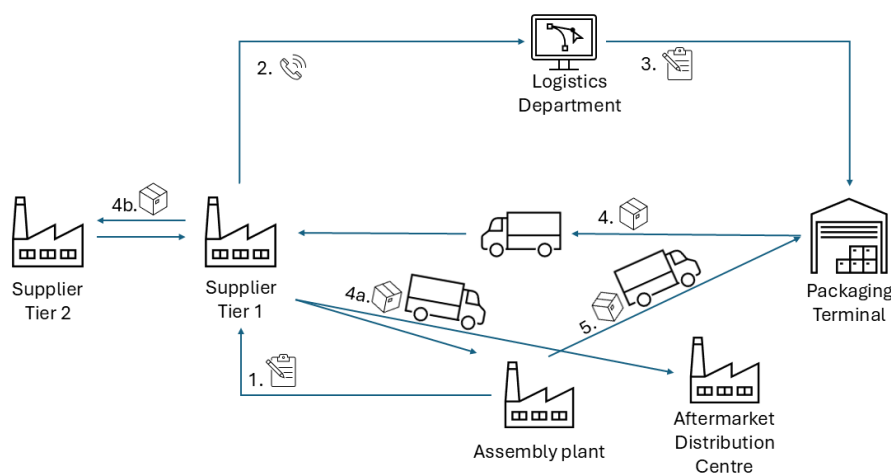 2.
Logistics
Department
3.
4b.
4.
Supplier
Tier 2
Supplier
Tier 1
4a.
5.
Packaging
Terminal
1.
Assembly plant
Aftermarket
Distribution
Centre